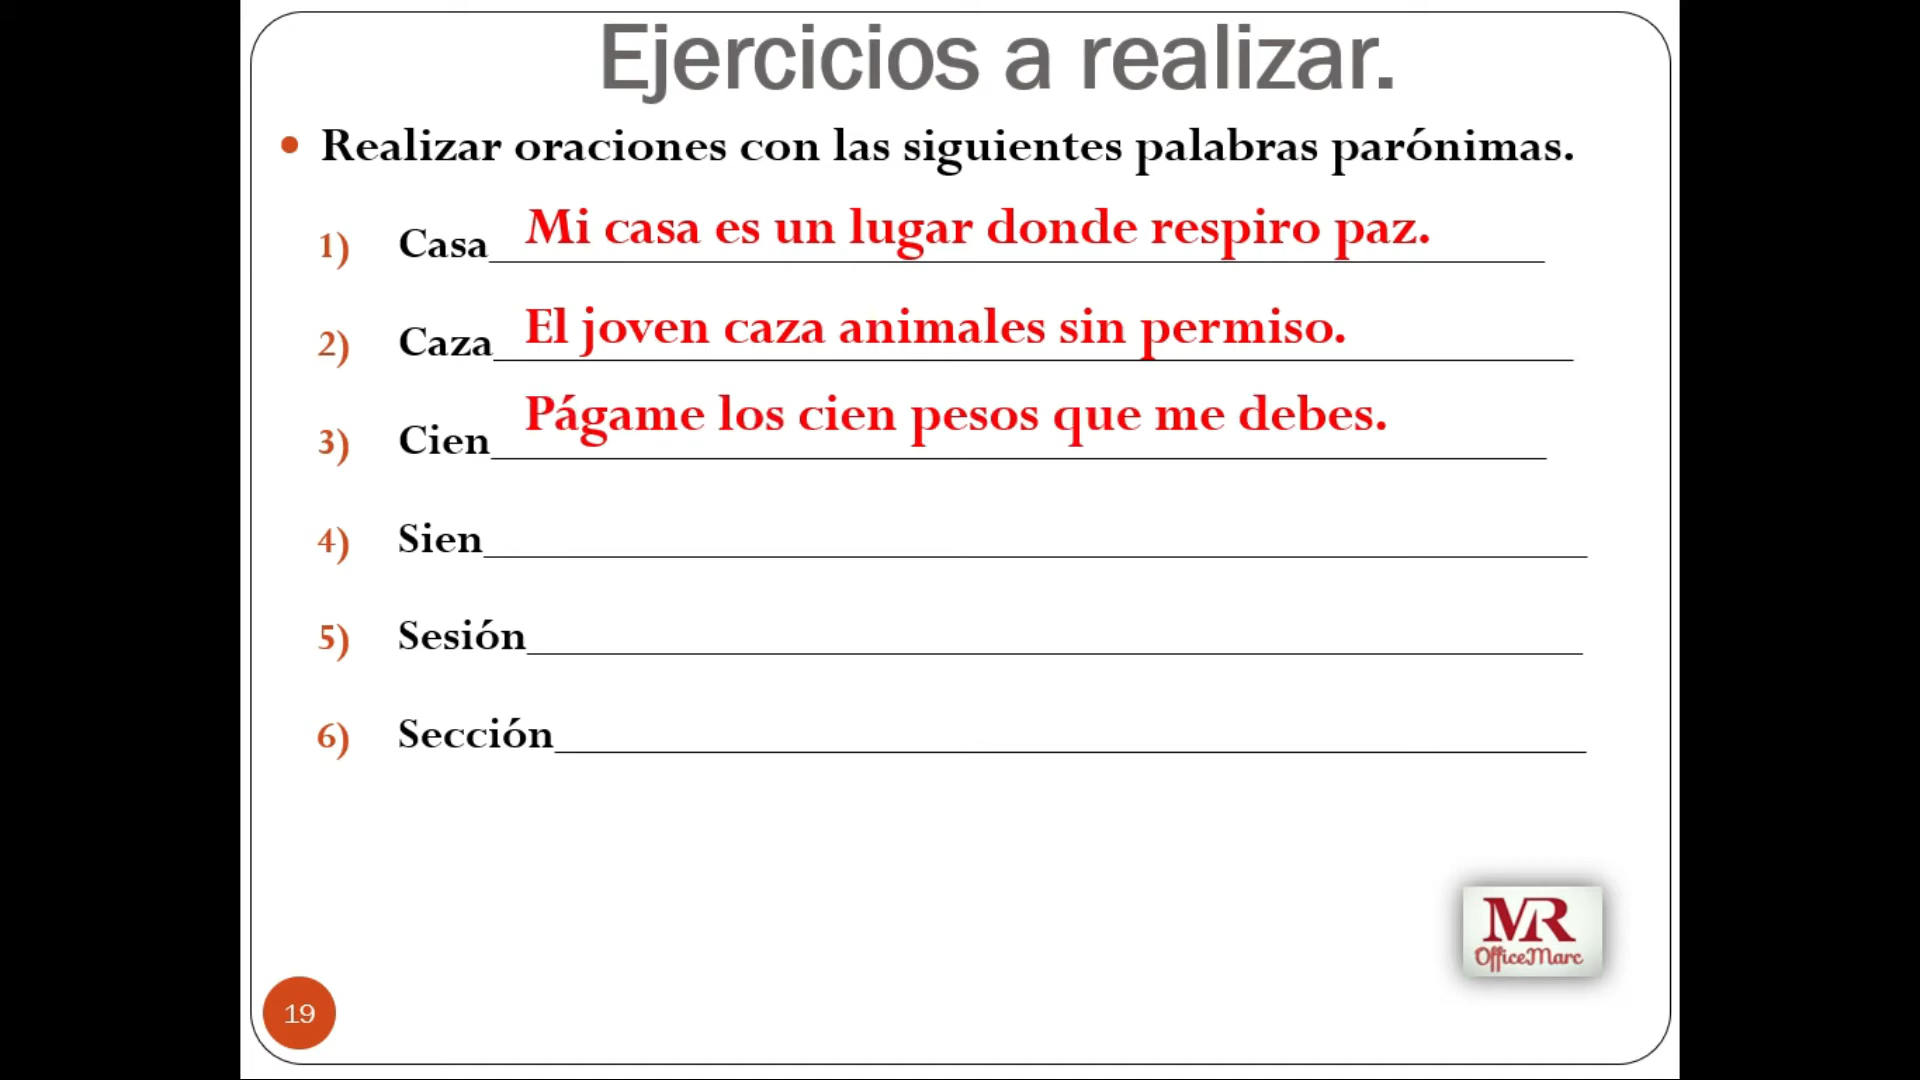 Ejercicios a realizar.
• Realizar oraciones con las siguientes palabras parónimas.
1) Casa Mi casa es un lugar donde respiro paz.
2) Caza El joven caza animales sin permiso.
3) Cien Págame los cien pesos que me debes.
4) Sien
5) Sesión
6) Sección
MR
OfficeMarc
19